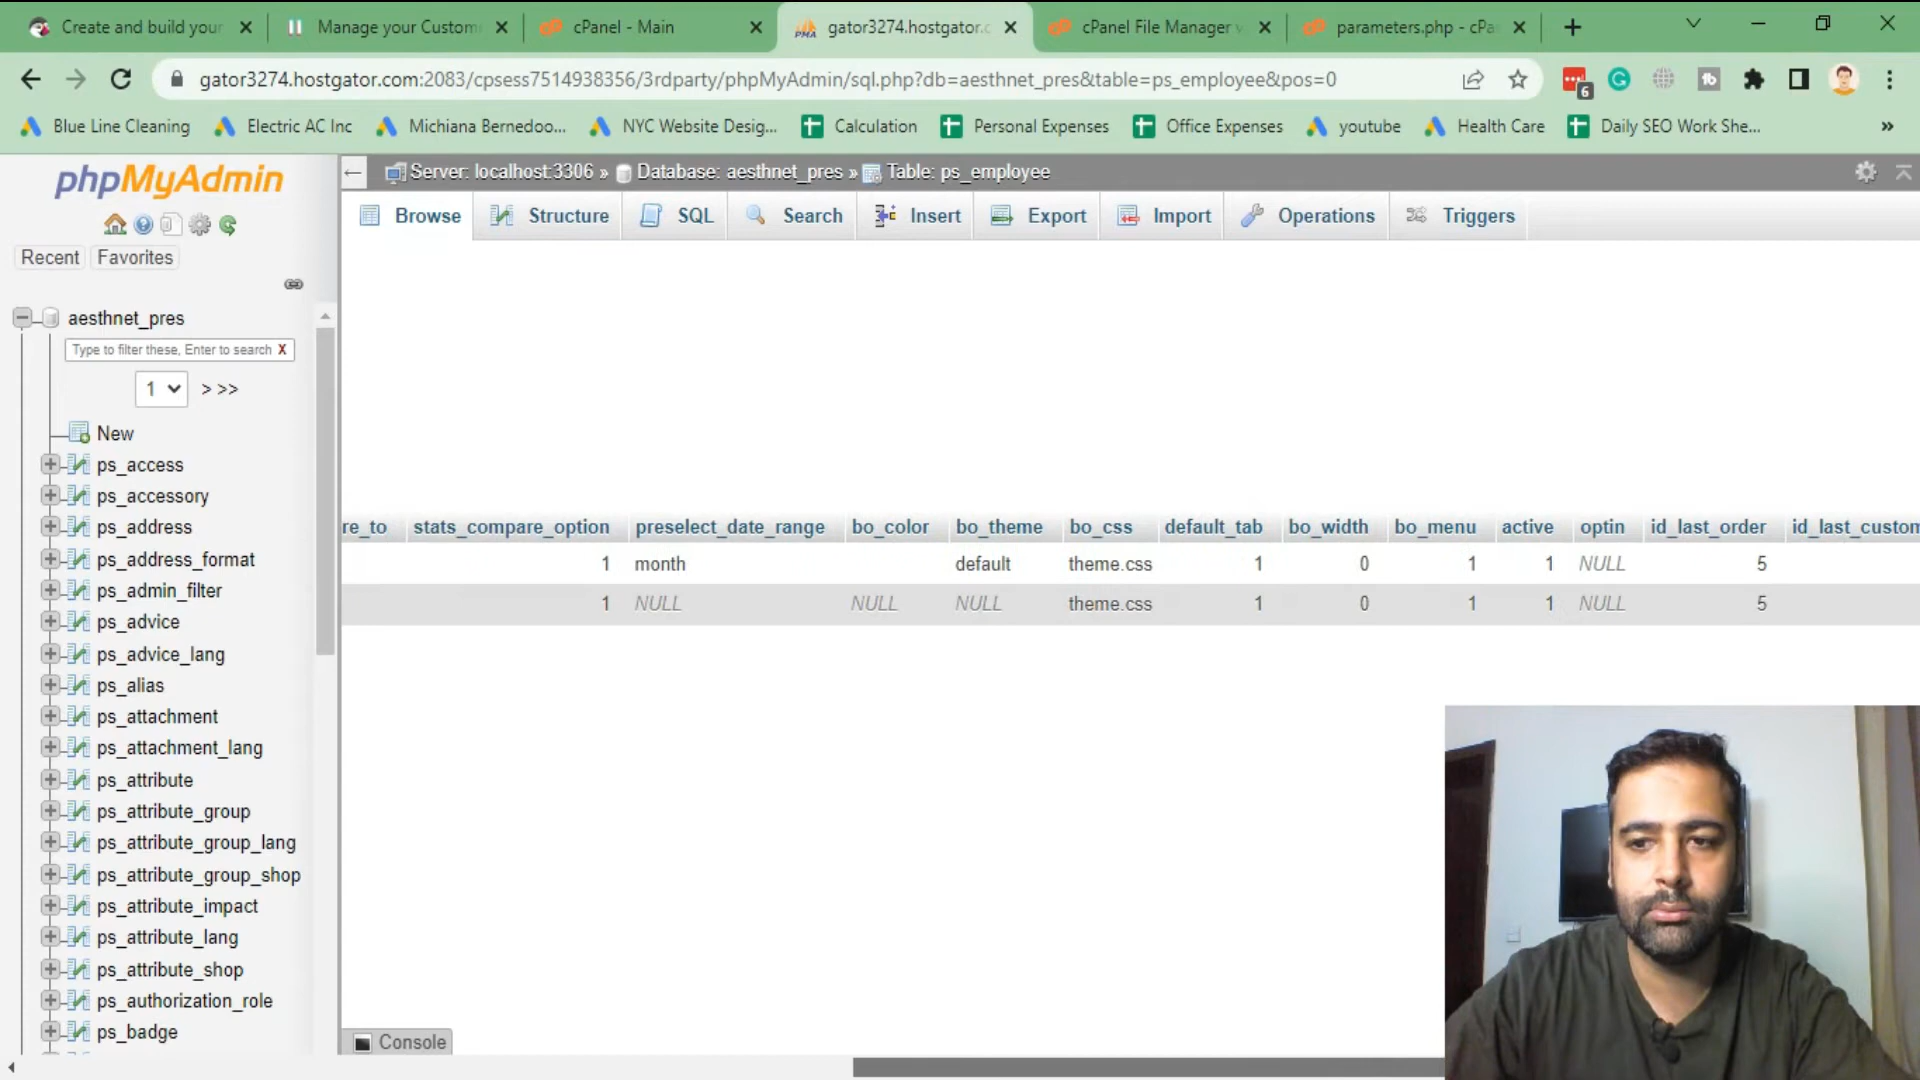 Create and build your
Manage your Custom
cPanel - Main
PMA
gator3274.hostgator.c
cPanel File Manager v
parameters.php - cPa
gator3274.hostgator.com:2083/cpsess7514938356/3rdparty/phpMyAdmin/sql.php?db=aesthnet_pres&table=ps_employee&pos=0
6
Blue Line Cleaning
Electric AC Inc
Michiana Bernedoo...
NYC Website Desig...
Calculation
Personal Expenses
Office Expenses
youtube
Health Care
Daily SEO Work She...
»
phpMyAdmin
Server: localhost:3306 » Database: aesthnet_pres » Table: ps_employee
Browse Structure SQL Search Insert Export Import Operations Triggers
Recent Favorites
aesthnet_pres
Type to filter these, Enter to search X
1 > >>
New
ps_access
ps_accessory
ps_address
ps_address_format
ps_admin_filter
ps_advice
ps_advice_lang
ps_alias
ps_attachment
ps_attachment_lang
ps_attribute
ps_attribute_group
ps_attribute_group_lang
ps_attribute_group_shop
ps_attribute_impact
ps_attribute_lang
ps_attribute_shop
ps_authorization_role
ps_badge
re_to stats_compare_option preselect_date_range bo_color bo_theme bo_css default_tab bo_width bo_menu active optin id_last_order id_last_custom
1 month default theme.css 1 0 1 1 NULL 5
1 NULL NULL NULL theme.css 1 0 1 1 NULL 5
Console